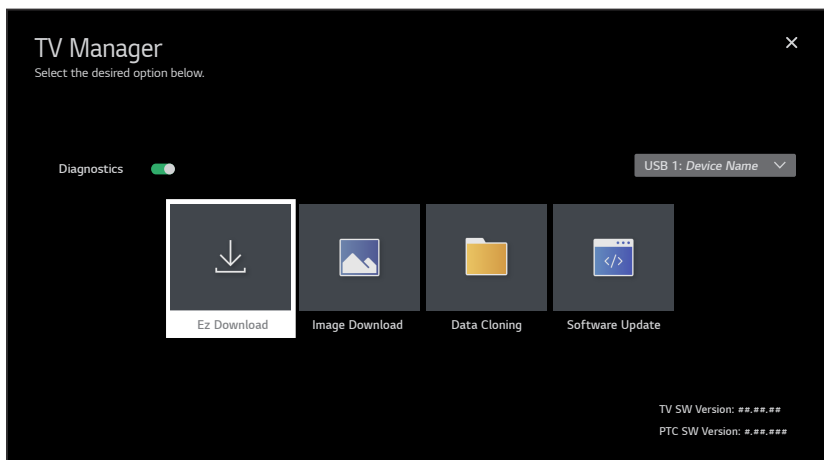 TV Manager
Select the desired option below.
Diagnostics
USB 1: Device Name
Ez Download
Image Download
Data Cloning
</>
Software Update
TV SW Version: ##.##.##
PTC SW Version: #.##.###